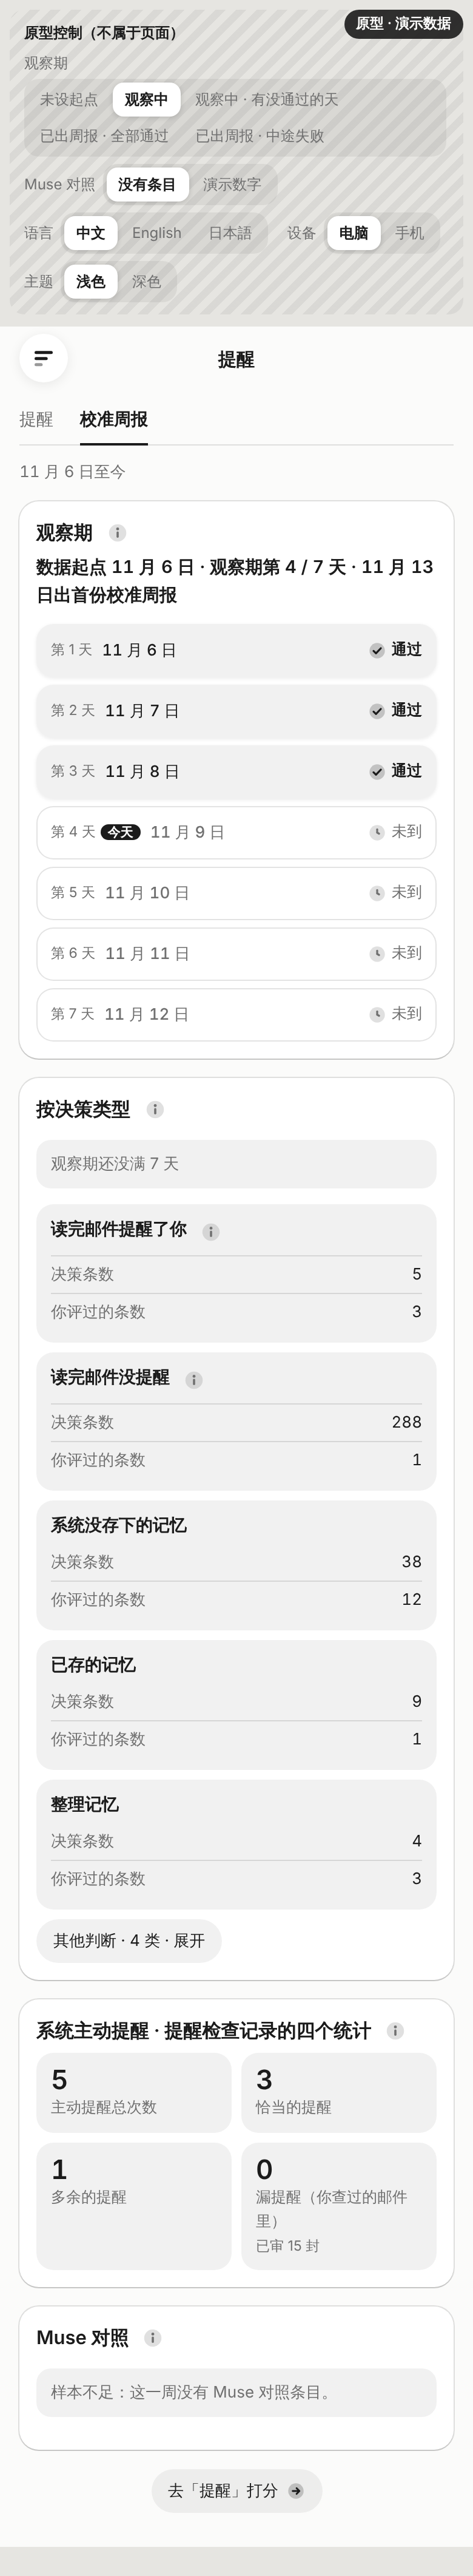 原型控制（不属于页面）
原型 · 演示数据
观察期
未设起点 观察中 观察中 · 有没通过的天
已出周报 · 全部通过 已出周报 · 中途失败
Muse 对照 没有条目 演示数字
语言 中文 English 日本語 设备 电脑 手机
主题 浅色 深色
提醒
提醒 校准周报
11 月 6 日至今
观察期
数据起点 11 月 6 日 · 观察期第 4 / 7 天 · 11 月 13
日出首份校准周报
第 1 天 11 月 6 日 通过
第 2 天 11 月 7 日 通过
第 3 天 11 月 8 日 通过
第 4 天 今天 11 月 9 日 未到
第 5 天 11 月 10 日 未到
第 6 天 11 月 11 日 未到
第 7 天 11 月 12 日 未到
按决策类型
观察期还没满 7 天
读完邮件提醒了你
决策条数 5
你评过的条数 3
读完邮件没提醒
决策条数 288
你评过的条数 1
系统没存下的记忆
决策条数 38
你评过的条数 12
已存的记忆
决策条数 9
你评过的条数 1
整理记忆
决策条数 4
你评过的条数 3
其他判断 · 4 类 · 展开
系统主动提醒 · 提醒检查记录的四个统计
5
主动提醒总次数
3
恰当的提醒
1
多余的提醒
0
漏提醒（你查过的邮件
里）
已审 15 封
Muse 对照
样本不足：这一周没有 Muse 对照条目。
去「提醒」打分